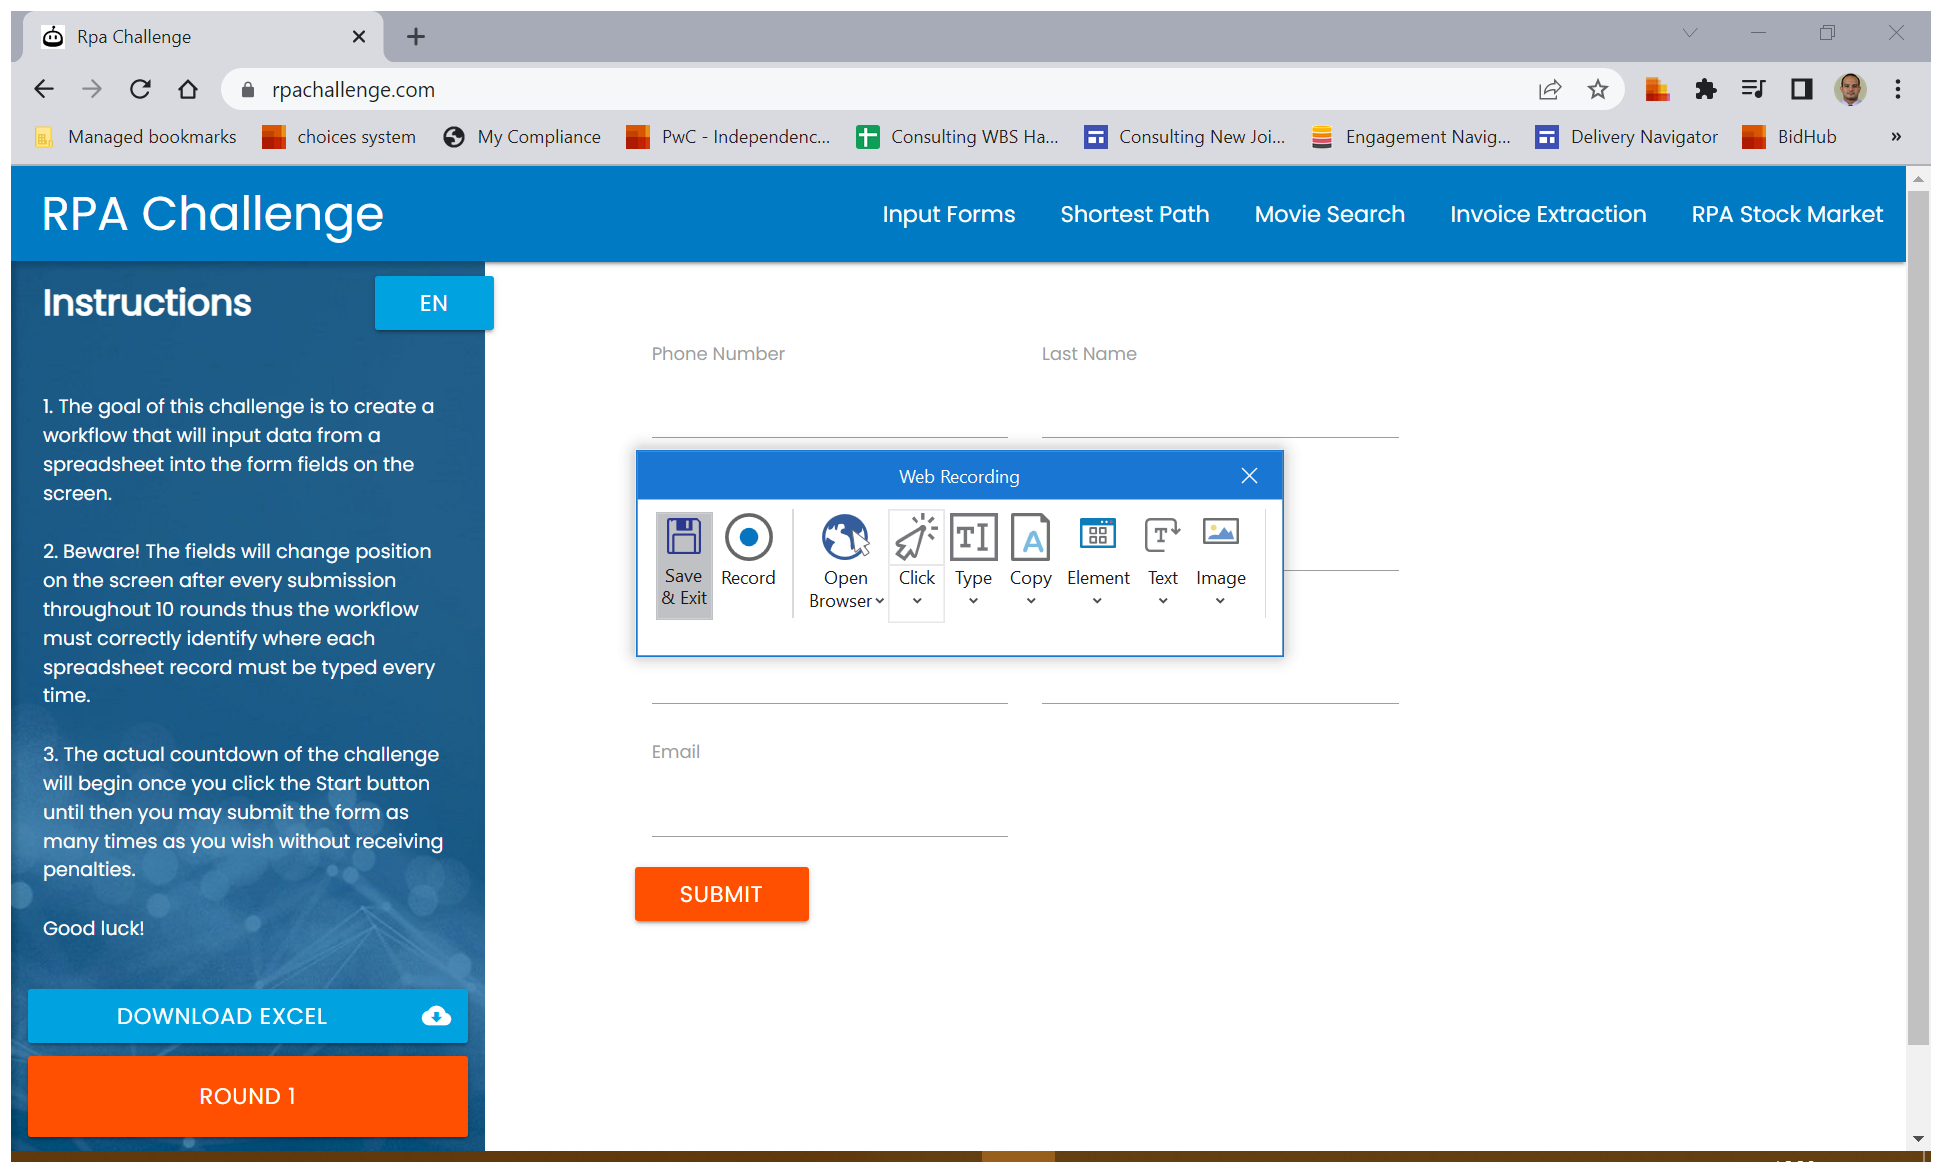 Rpa Challenge
rpachallenge.com
Managed bookmarks choices system My Compliance PwC - Independenc... Consulting WBS Ha... Consulting New Joi... Engagement Navig... Delivery Navigator BidHub »
RPA Challenge
Input Forms Shortest Path Movie Search Invoice Extraction RPA Stock Market
Instructions
EN
1. The goal of this challenge is to create a
workflow that will input data from a
spreadsheet into the form fields on the
screen.
2. Beware! The fields will change position
on the screen after every submission
throughout 10 rounds thus the workflow
must correctly identify where each
spreadsheet record must be typed every
time.
3. The actual countdown of the challenge
will begin once you click the Start button
until then you may submit the form as
many times as you wish without receiving
penalties.
Good luck!
DOWNLOAD EXCEL
ROUND 1
Phone Number
Last Name
Web Recording
Save
& Exit
Record
Open
Browser
Click
Type
Copy
Element
Text
Image
Email
SUBMIT